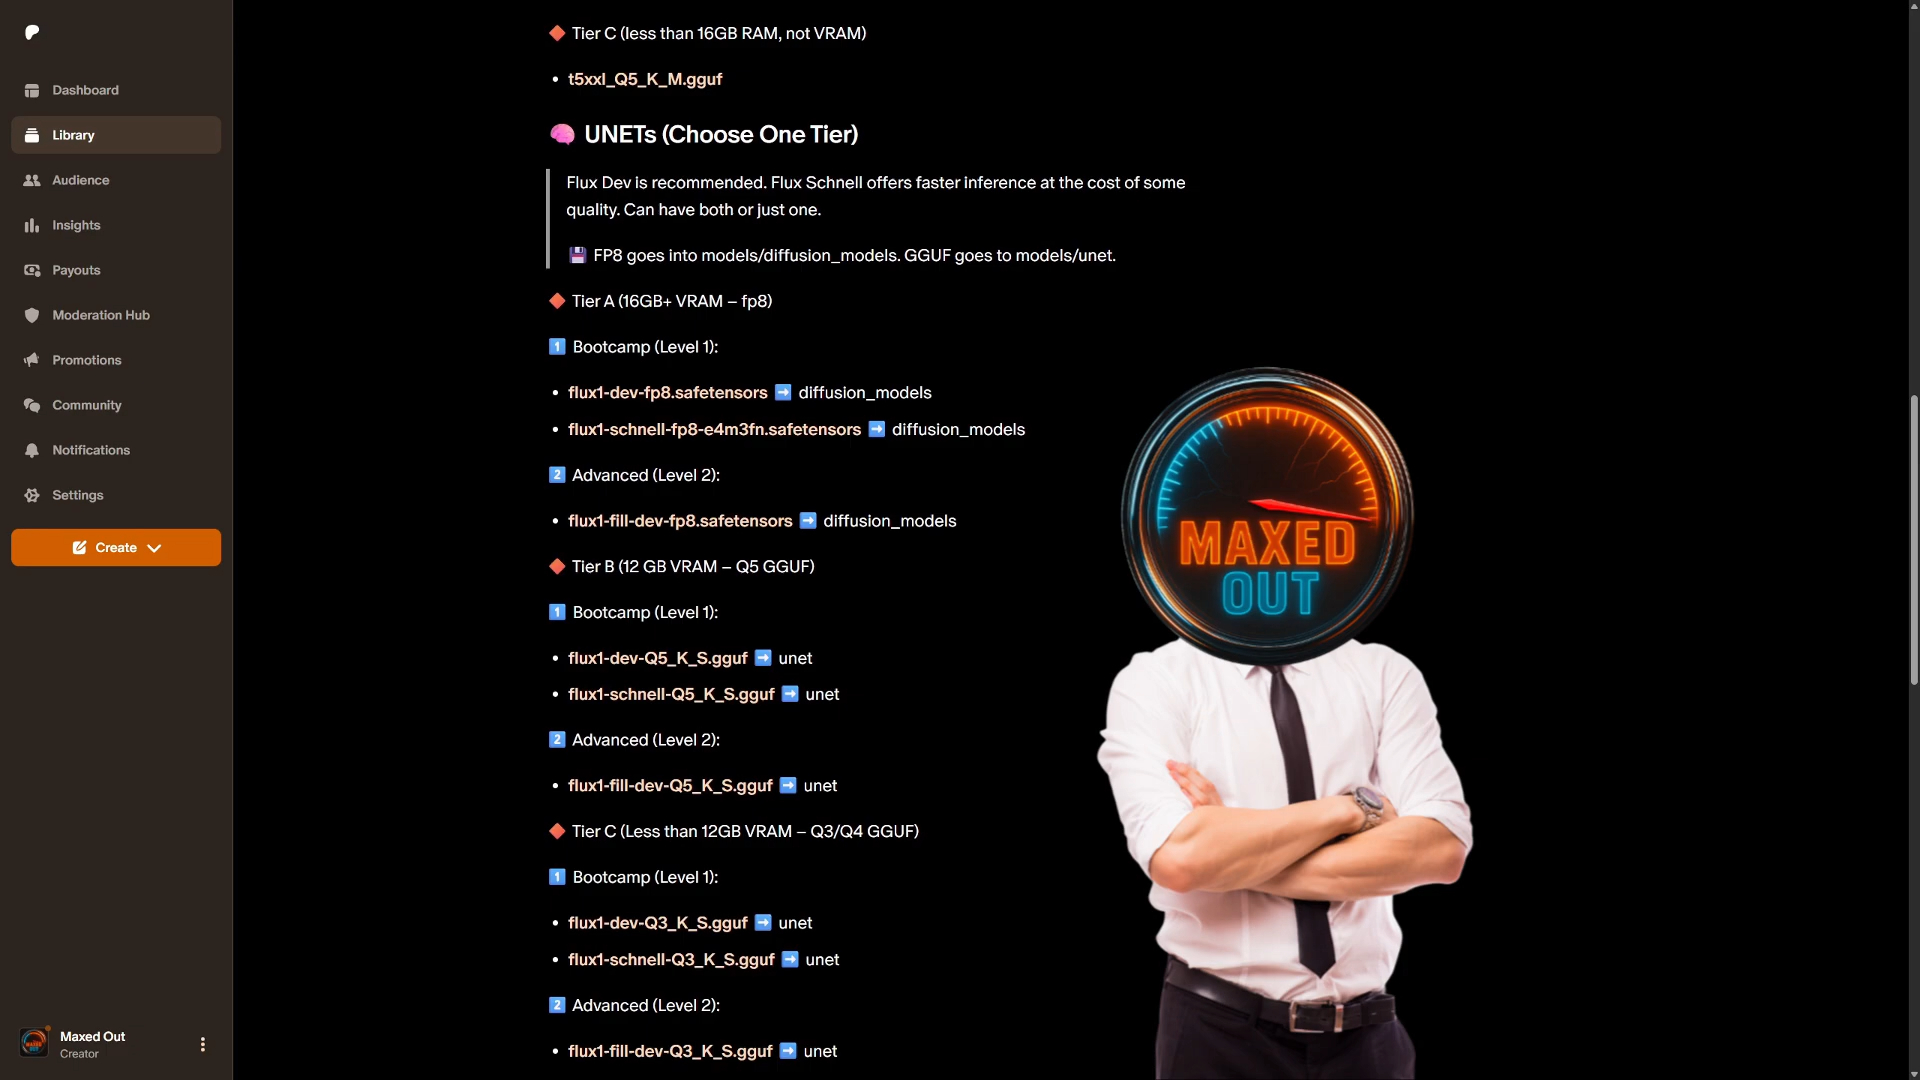 Dashboard
Library
Audience
Insights
Payouts
Moderation Hub
Promotions
Community
Notifications
Settings
Create
Maxed Out
Creator
🔶 Tier C (less than 16GB RAM, not VRAM)
• t5xxl_Q5_K_M.gguf
🧠 UNETs (Choose One Tier)
Flux Dev is recommended. Flux Schnell offers faster inference at the cost of some
quality. Can have both or just one.
💾 FP8 goes into models/diffusion_models. GGUF goes to models/unet.
🔶 Tier A (16GB+ VRAM – fp8)
1️⃣ Bootcamp (Level 1):
• flux1-dev-fp8.safetensors ➡️ diffusion_models
• flux1-schnell-fp8-e4m3fn.safetensors ➡️ diffusion_models
2️⃣ Advanced (Level 2):
• flux1-fill-dev-fp8.safetensors ➡️ diffusion_models
🔶 Tier B (12 GB VRAM – Q5 GGUF)
1️⃣ Bootcamp (Level 1):
• flux1-dev-Q5_K_S.gguf ➡️ unet
• flux1-schnell-Q5_K_S.gguf ➡️ unet
2️⃣ Advanced (Level 2):
• flux1-fill-dev-Q5_K_S.gguf ➡️ unet
🔶 Tier C (Less than 12GB VRAM – Q3/Q4 GGUF)
1️⃣ Bootcamp (Level 1):
• flux1-dev-Q3_K_S.gguf ➡️ unet
• flux1-schnell-Q3_K_S.gguf ➡️ unet
2️⃣ Advanced (Level 2):
• flux1-fill-dev-Q3_K_S.gguf ➡️ unet
MAXED
OUT